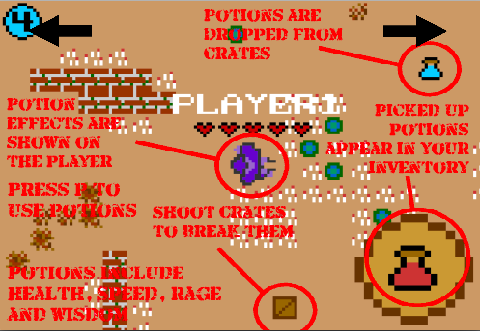 4
POTIONS ARE
DROPPED FROM
CRATES
PLAYER1
POTION
EFFECTS ARE
SHOWN ON
THE PLAYER
PICKED UP
POTIONS
APPEAR IN YOUR
INVENTORY
PRESS TO
USE POTIONS
SHOOT CRATES
TO BREAK THEM
POTIONS INCLUDE
HEALTH, SPEED, RAGE
AND WISDOM